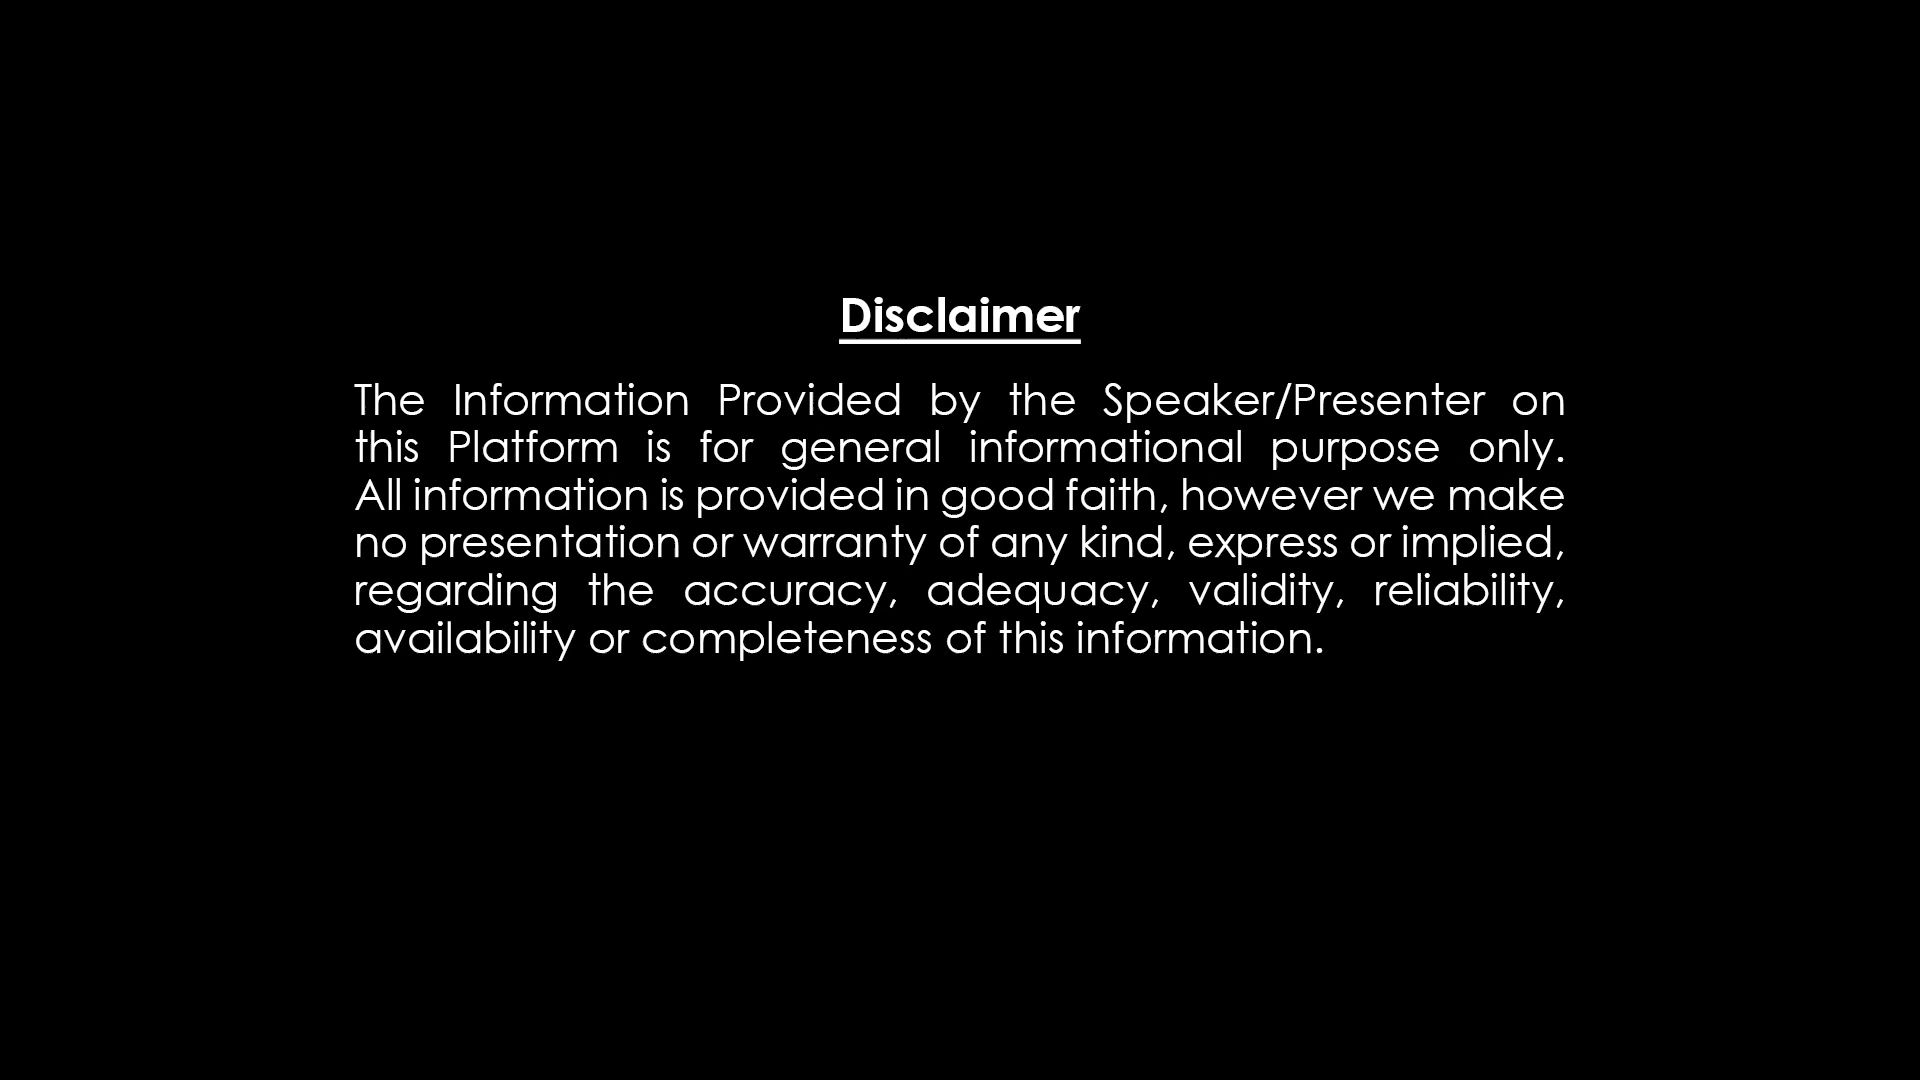 Disclaimer
The Information Provided by the Speaker/Presenter on
this Platform is for general informational purpose only.
All information is provided in good faith, however we make
no presentation or warranty of any kind, express or implied,
regarding the accuracy, adequacy, validity, reliability,
availability or completeness of this information.